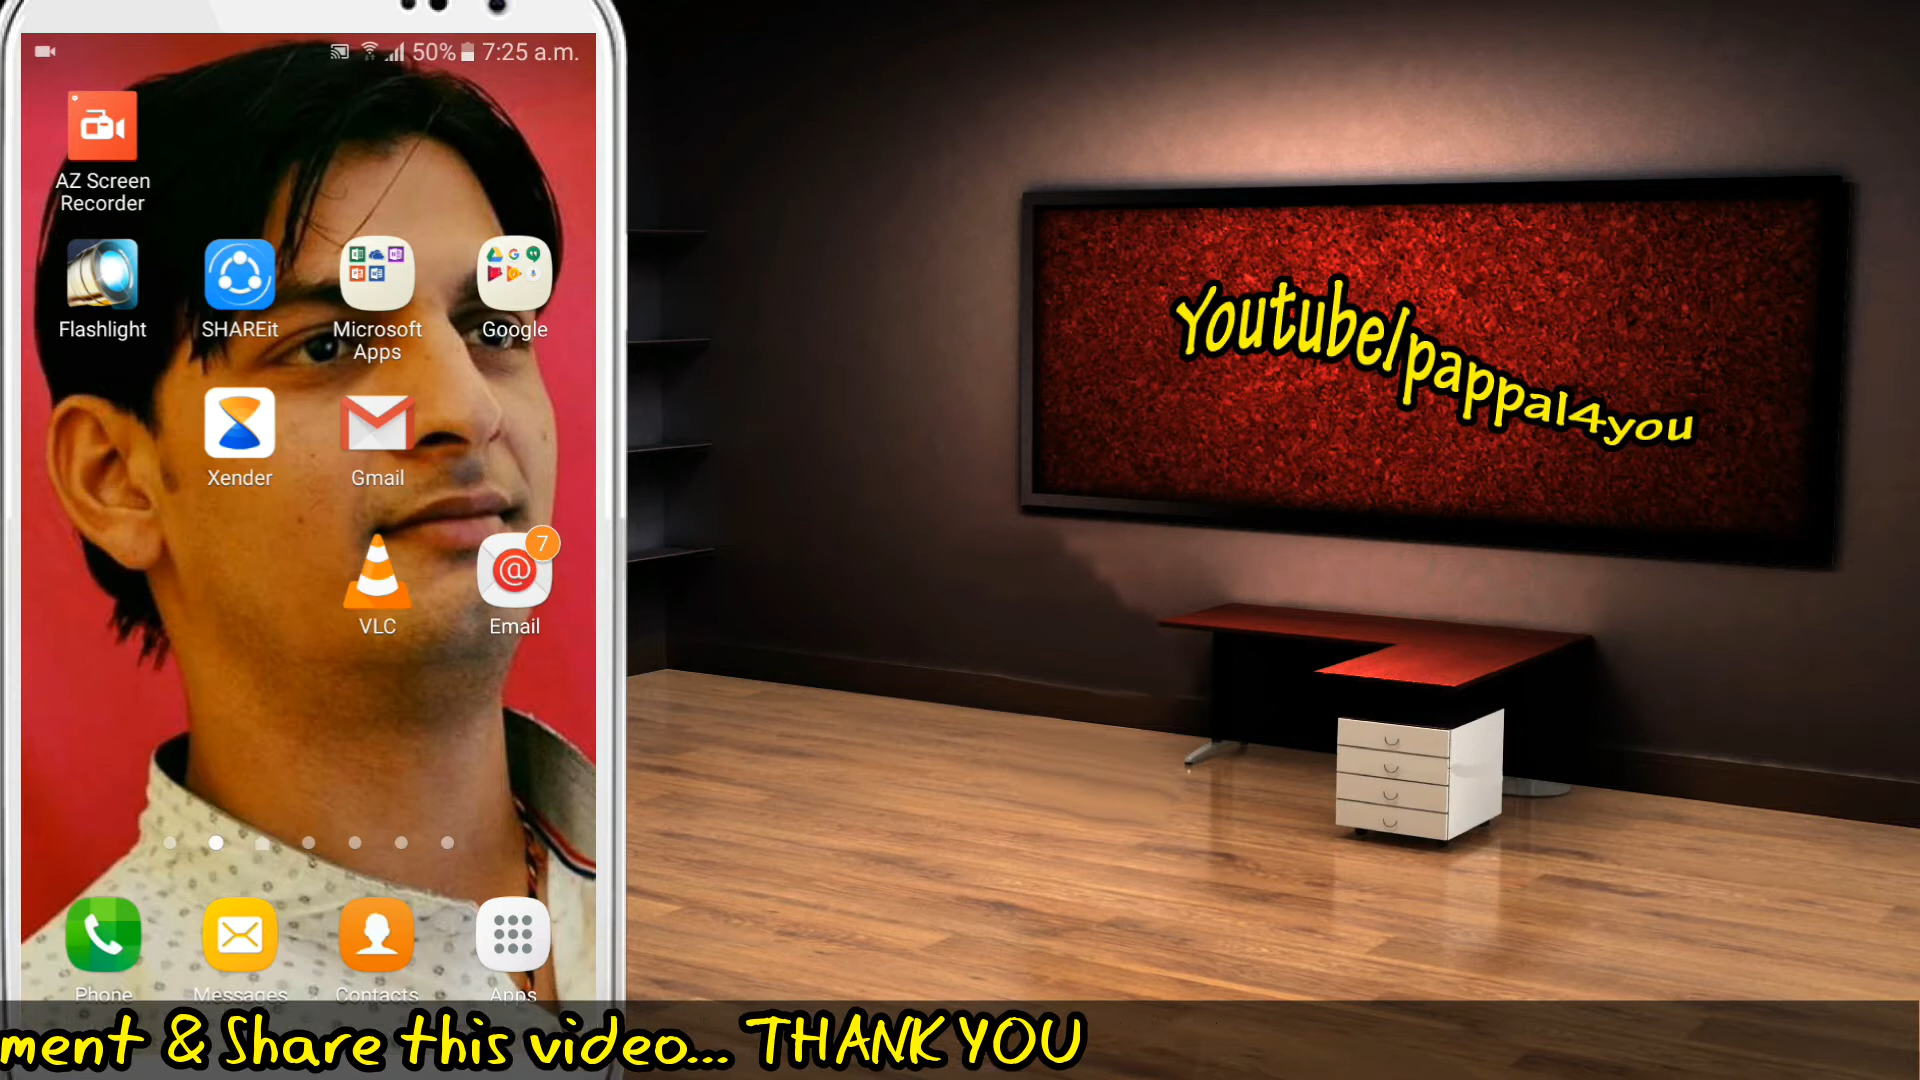 50% 7:25 a.m.
AZ Screen
Recorder
Flashlight
SHAREit
Microsoft
Apps
Google
Xender
Gmail
VLC
7
Email
Phone
Messages
Contacts
Apps
Youtube/pappal4you
ment & Share this video... THANK YOU